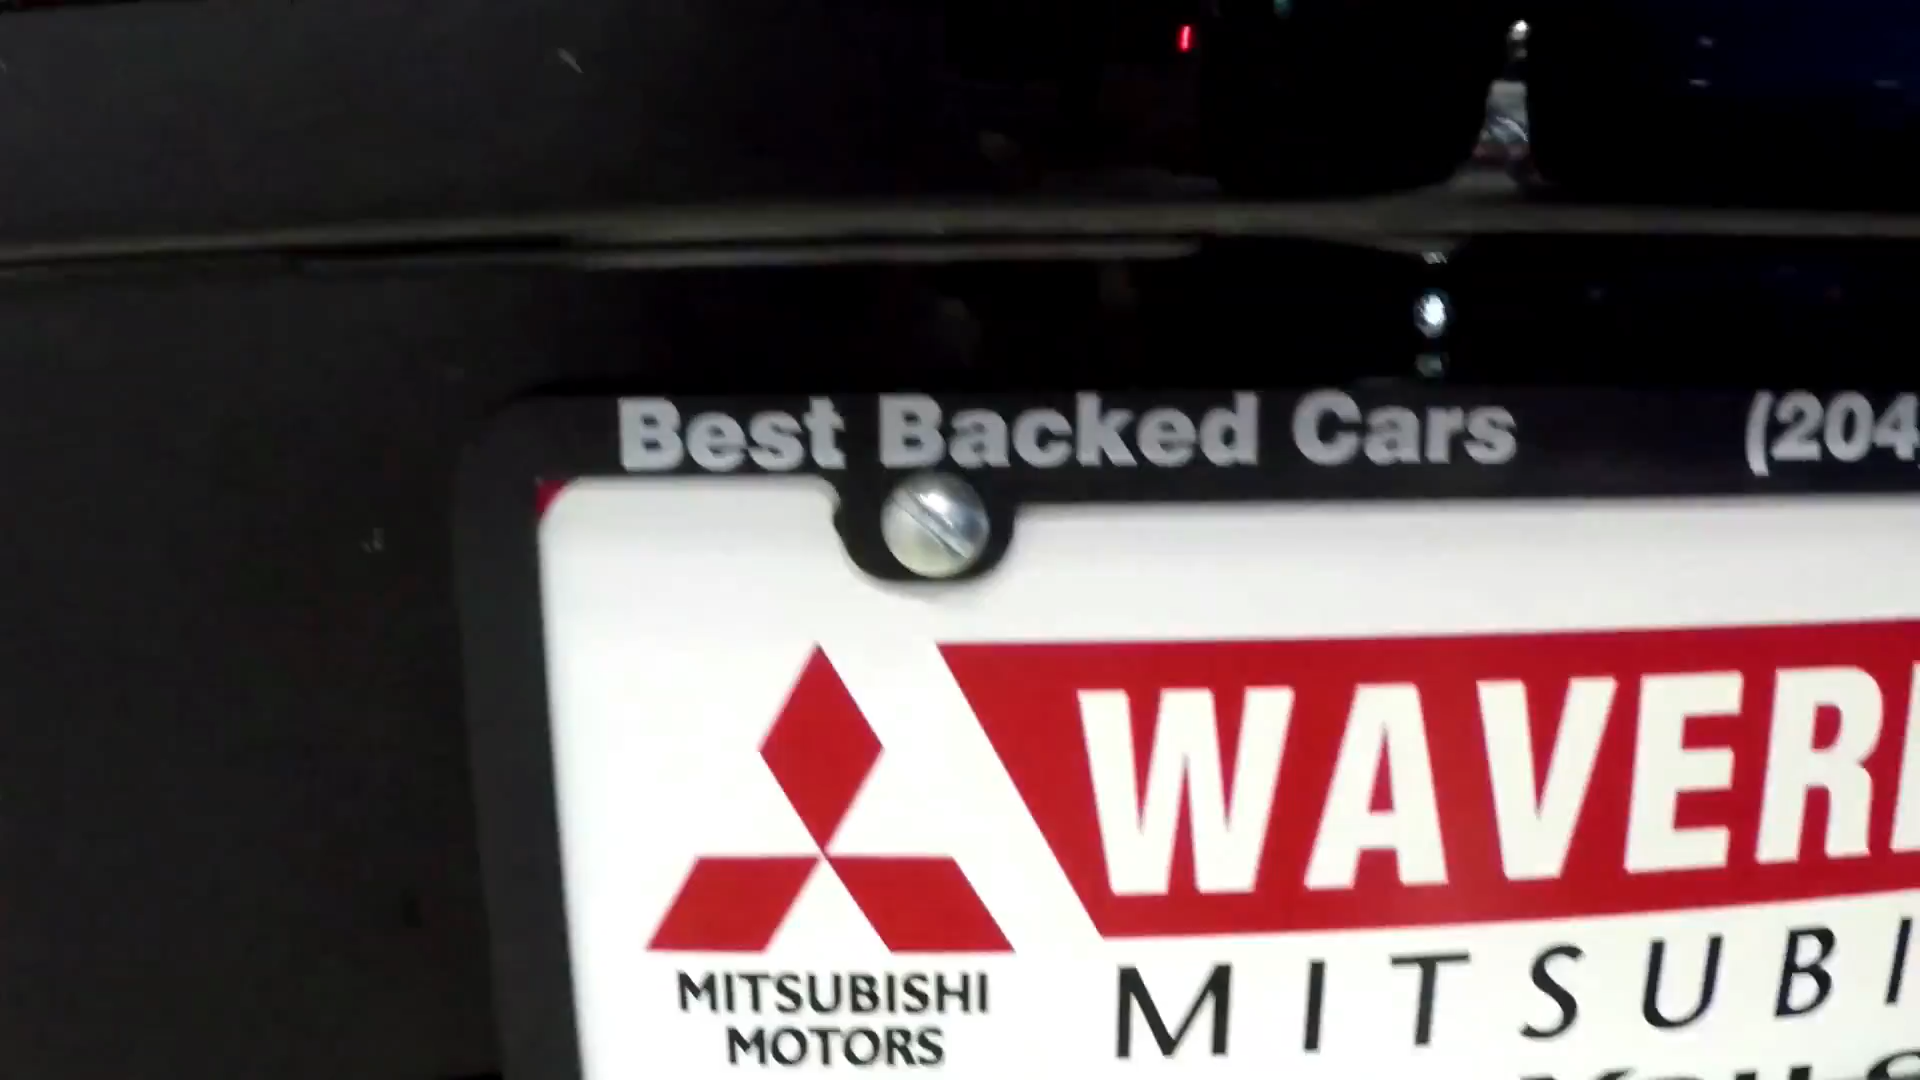 Best Backed Cars (204
WAVER
MITSUBI
MITSUBISHI
MOTORS